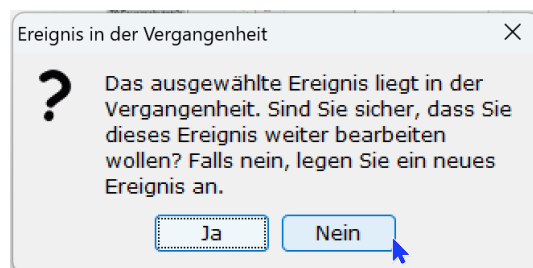 Ereignis in der Vergangenheit
Das ausgewählte Ereignis liegt in der
Vergangenheit. Sind Sie sicher, dass Sie
dieses Ereignis weiter bearbeiten
wollen? Falls nein, legen Sie ein neues
Ereignis an.
Ja
Nein